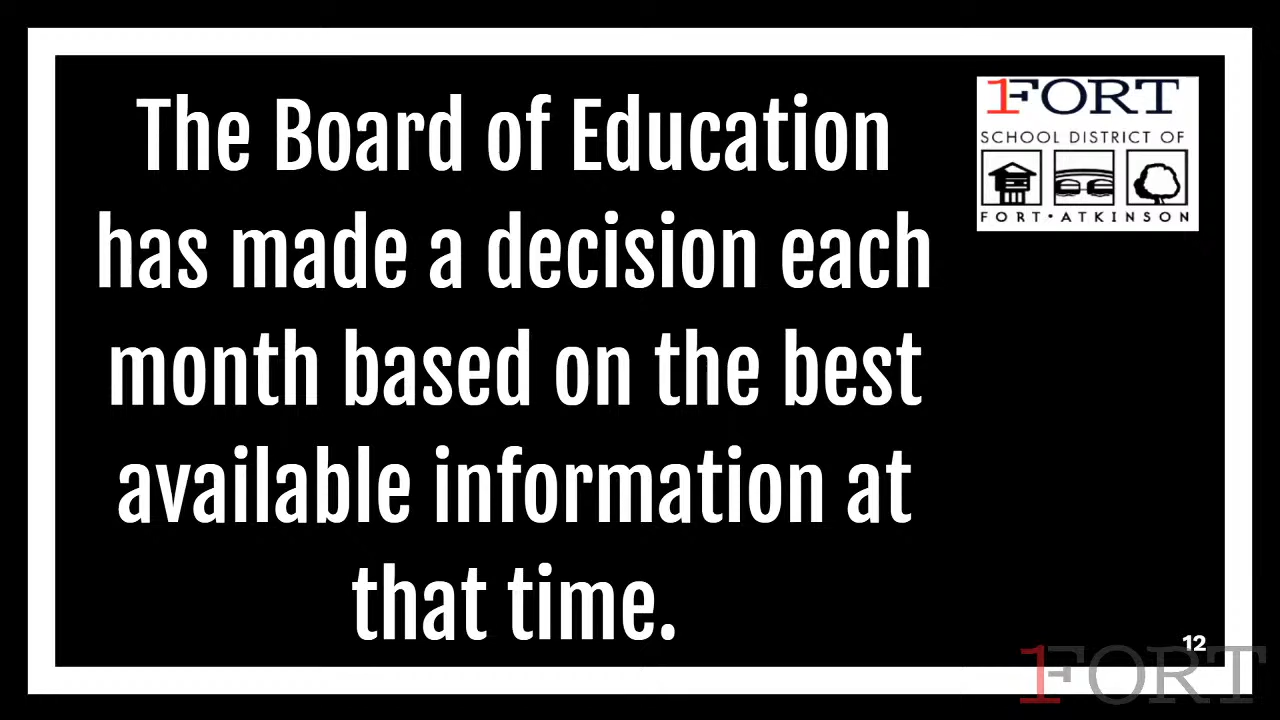 The Board of Education
has made a decision each
month based on the best
available information at
that time.
1FORT
SCHOOL DISTRICT OF
FORT•ATKINSON
12
1FORT